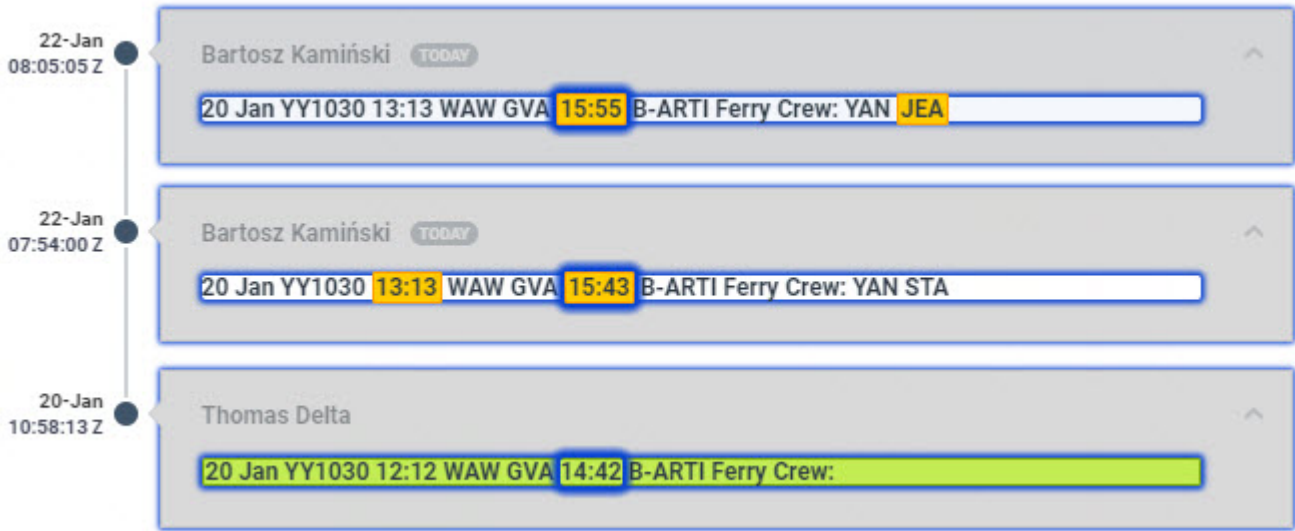 22-Jan
08:05:05 Z
Bartosz Kamiński TODAY
20 Jan YY1030 13:13 WAW GVA 15:55 B-ARTI Ferry Crew: YAN JEA
22-Jan
07:54:00 Z
Bartosz Kamiński TODAY
20 Jan YY1030 13:13 WAW GVA 15:43 B-ARTI Ferry Crew: YAN STA
20-Jan
10:58:13 Z
Thomas Delta
20 Jan YY1030 12:12 WAW GVA 14:42 B-ARTI Ferry Crew: